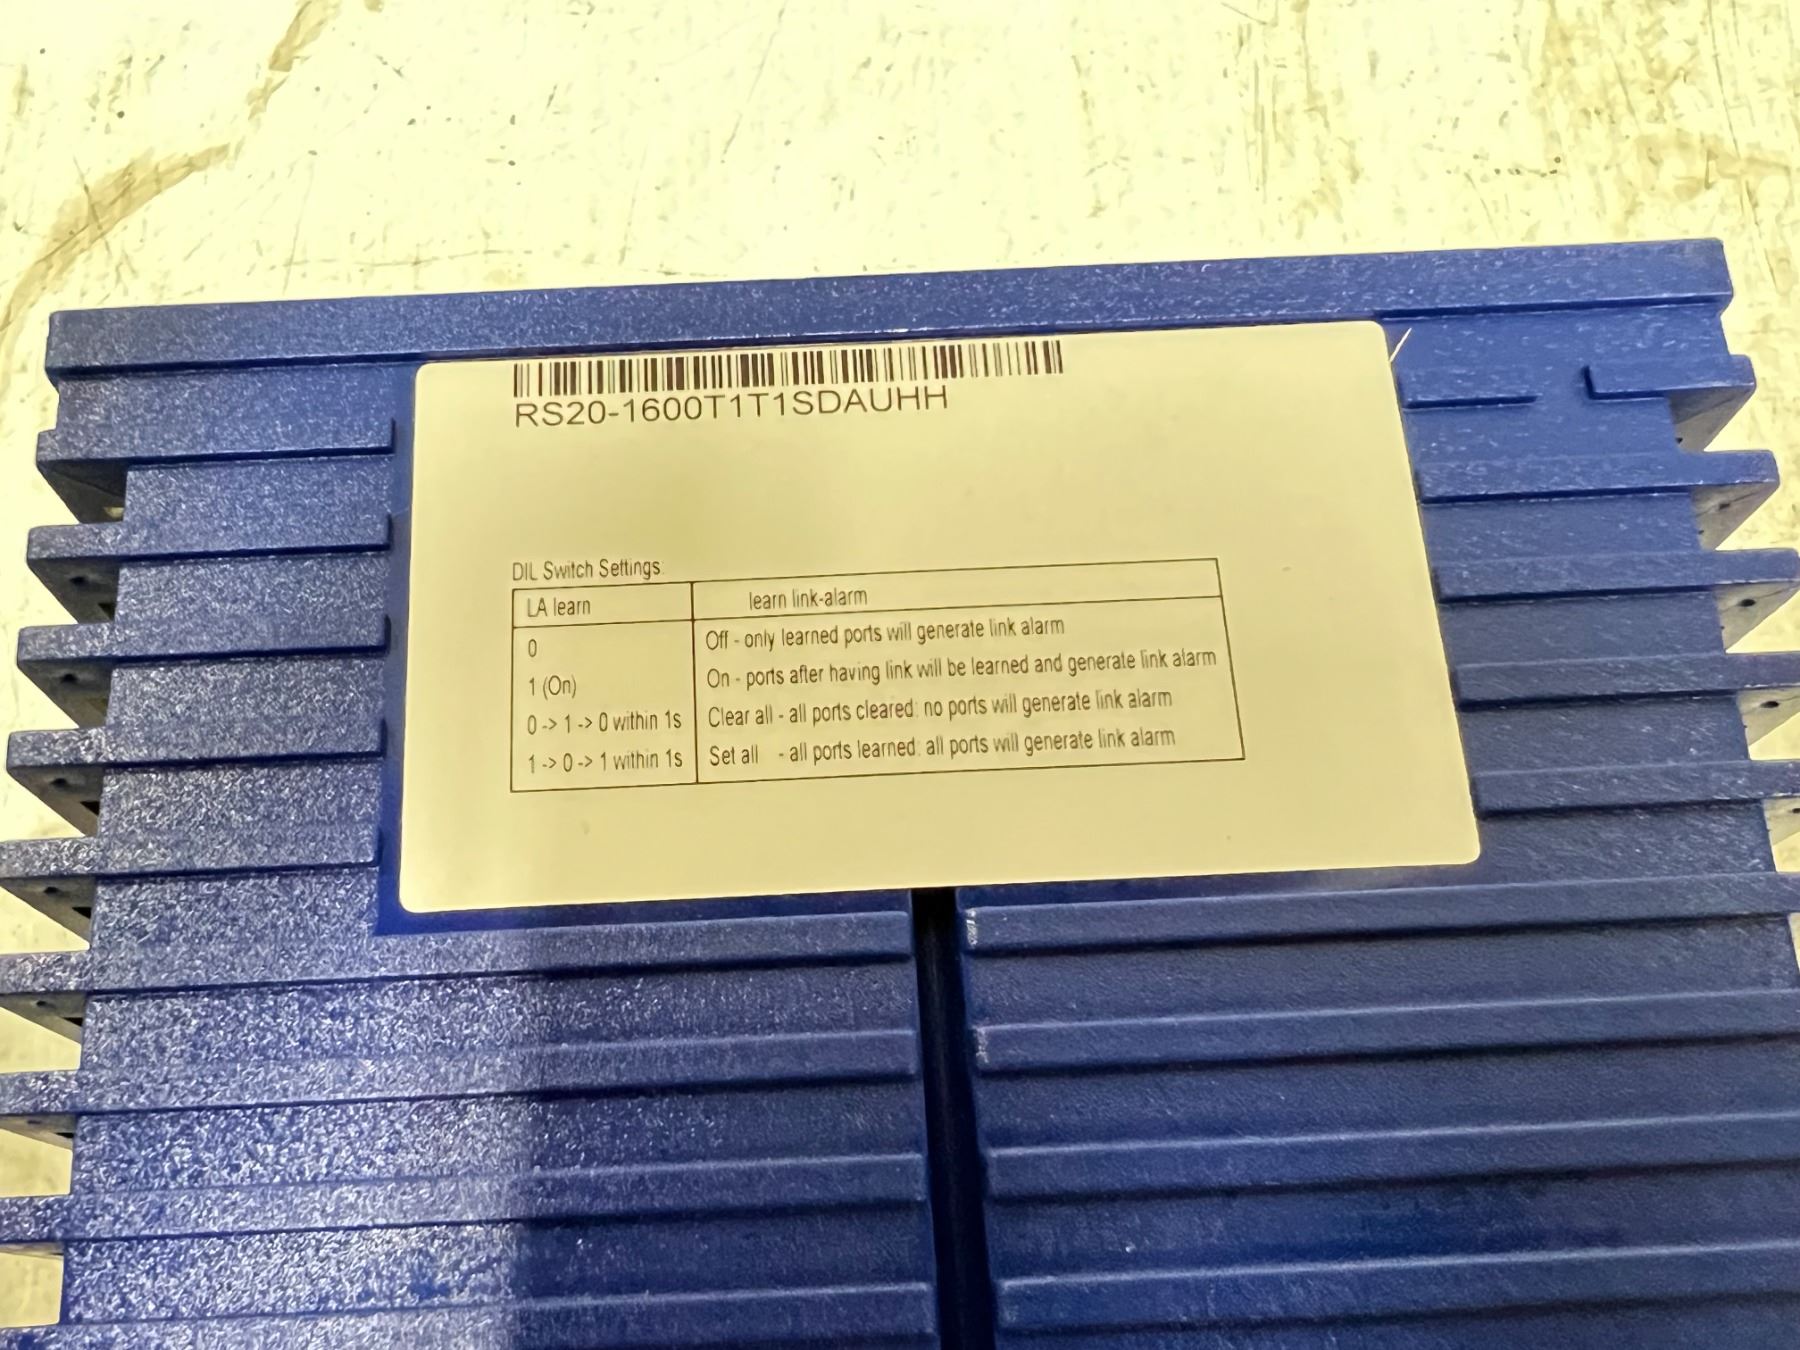 RS20-1600T1T1SDAUHH
DIL Switch Settings:
LA learn learn link-alarm
0 Off - only learned ports will generate link alarm
1 (On) On - ports after having link will be learned and generate link alarm
0 -> 1 -> 0 within 1s Clear all - all ports cleared: no ports will generate link alarm
1 -> 0 -> 1 within 1s Set all - all ports learned: all ports will generate link alarm